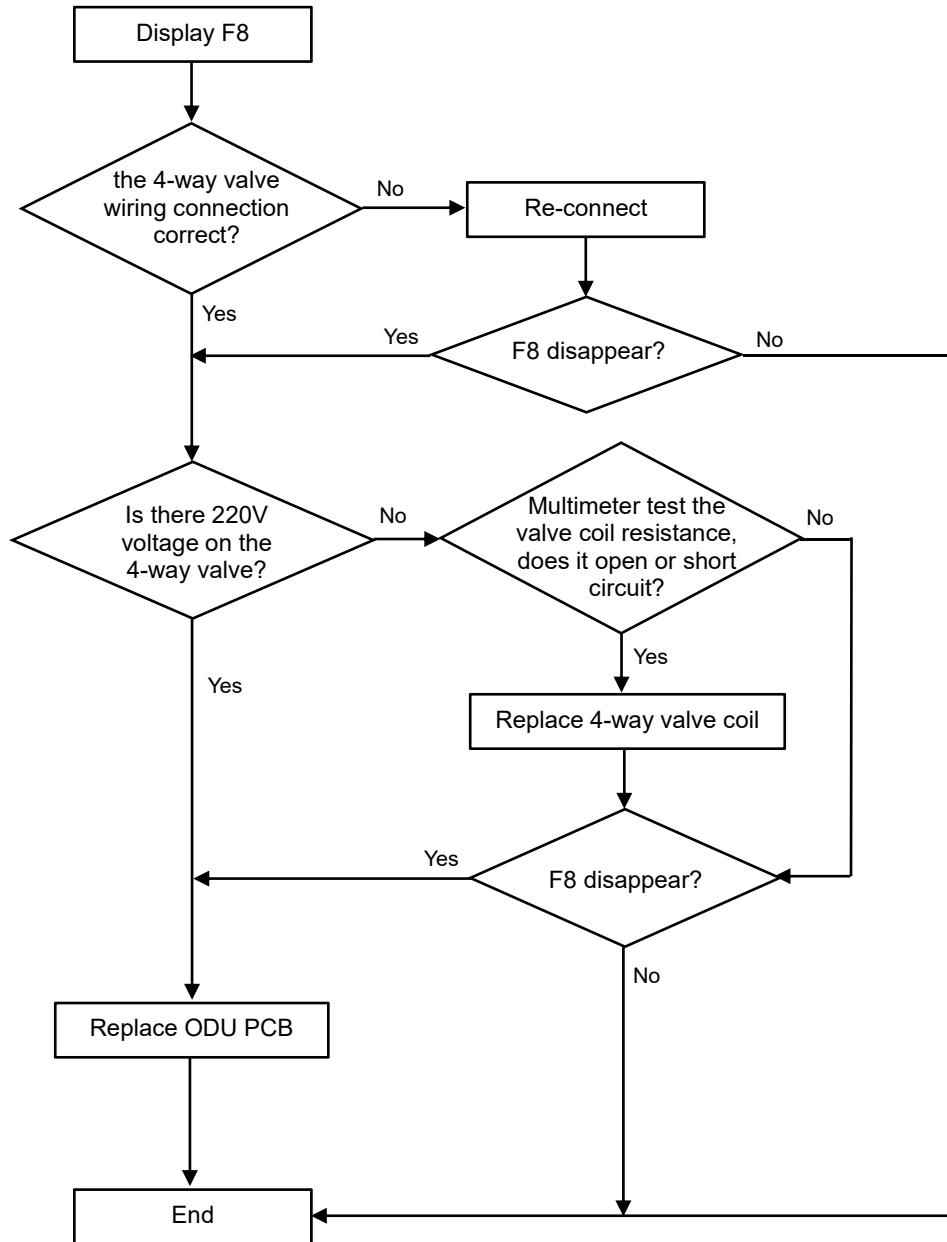 Display F8
the 4-way valve
wiring connection
correct?
No
Re-connect
Yes
Yes
F8 disappear?
No
Is there 220V
voltage on the
4-way valve?
No
Multimeter test the
valve coil resistance,
does it open or short
circuit?
No
Yes
Yes
Replace 4-way valve coil
Yes
F8 disappear?
No
Replace ODU PCB
End